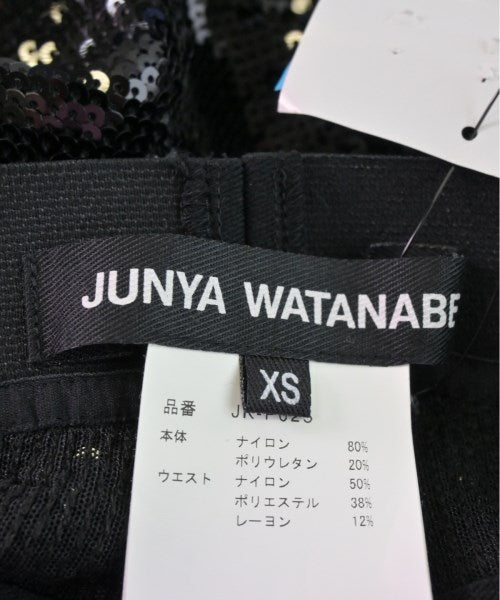 JUNYA WATANABE
XS
品番
本体 ナイロン 80%
ポリウレタン 20%
ウエスト ナイロン 50%
ポリエステル 38%
レーヨン 12%